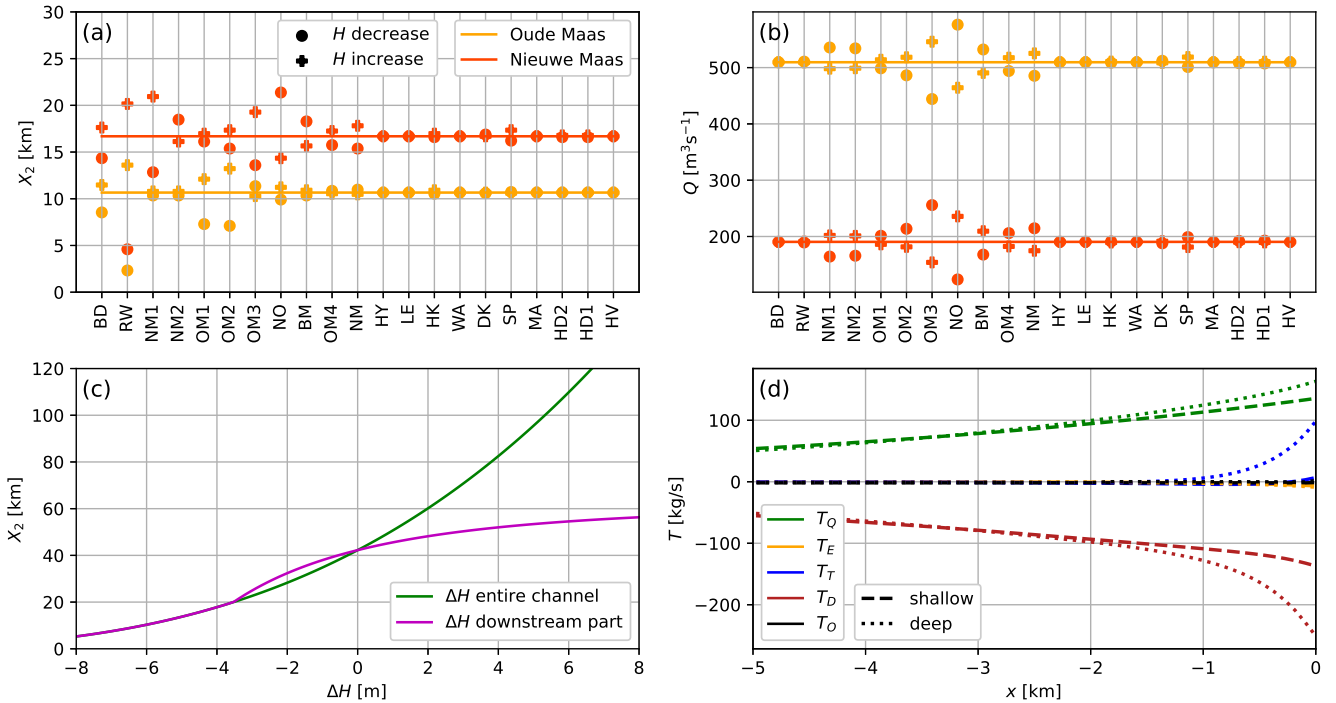 (a)
H decrease
H increase
Oude Maas
Nieuwe Maas
X₂ [km]
30
25
20
15
10
5
0
BD RW NM1 NM2 OM1 OM2 OM3 NO BM OM4 NM HY LE HK WA DK SP MA HD2 HD1 HV
(b)
Q [m³s⁻¹]
500
400
300
200
BD RW NM1 NM2 OM1 OM2 OM3 NO BM OM4 NM HY LE HK WA DK SP MA HD2 HD1 HV
(c)
X₂ [km]
120
100
80
60
40
20
0
ΔH entire channel
ΔH downstream part
−8 −6 −4 −2 0 2 4 6 8
ΔH [m]
(d)
T [kg/s]
100
0
−100
−200
T_Q
T_E
T_T
T_D
T_O
shallow
deep
−5 −4 −3 −2 −1 0
x [km]